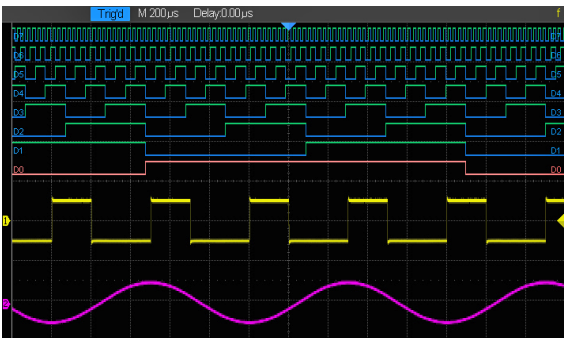 Trig'd M 200μs Delay:0.00μs f
D7 D7
D6 D6
D5 D5
D4 D4
D3 D3
D2 D2
D1 D1
D0 D0
1
2